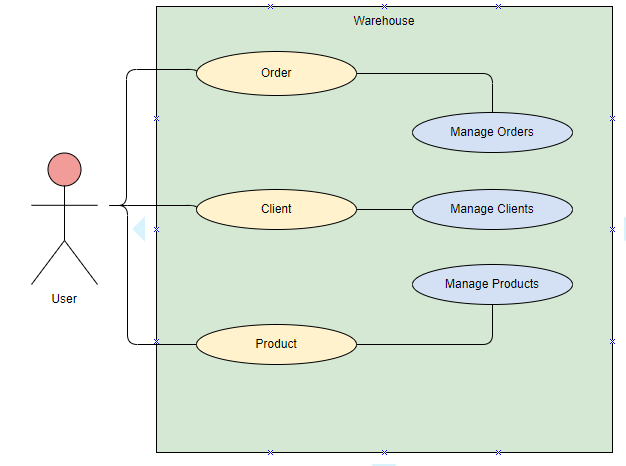 Warehouse
Order
Manage Orders
Client
Manage Clients
Manage Products
User
Product